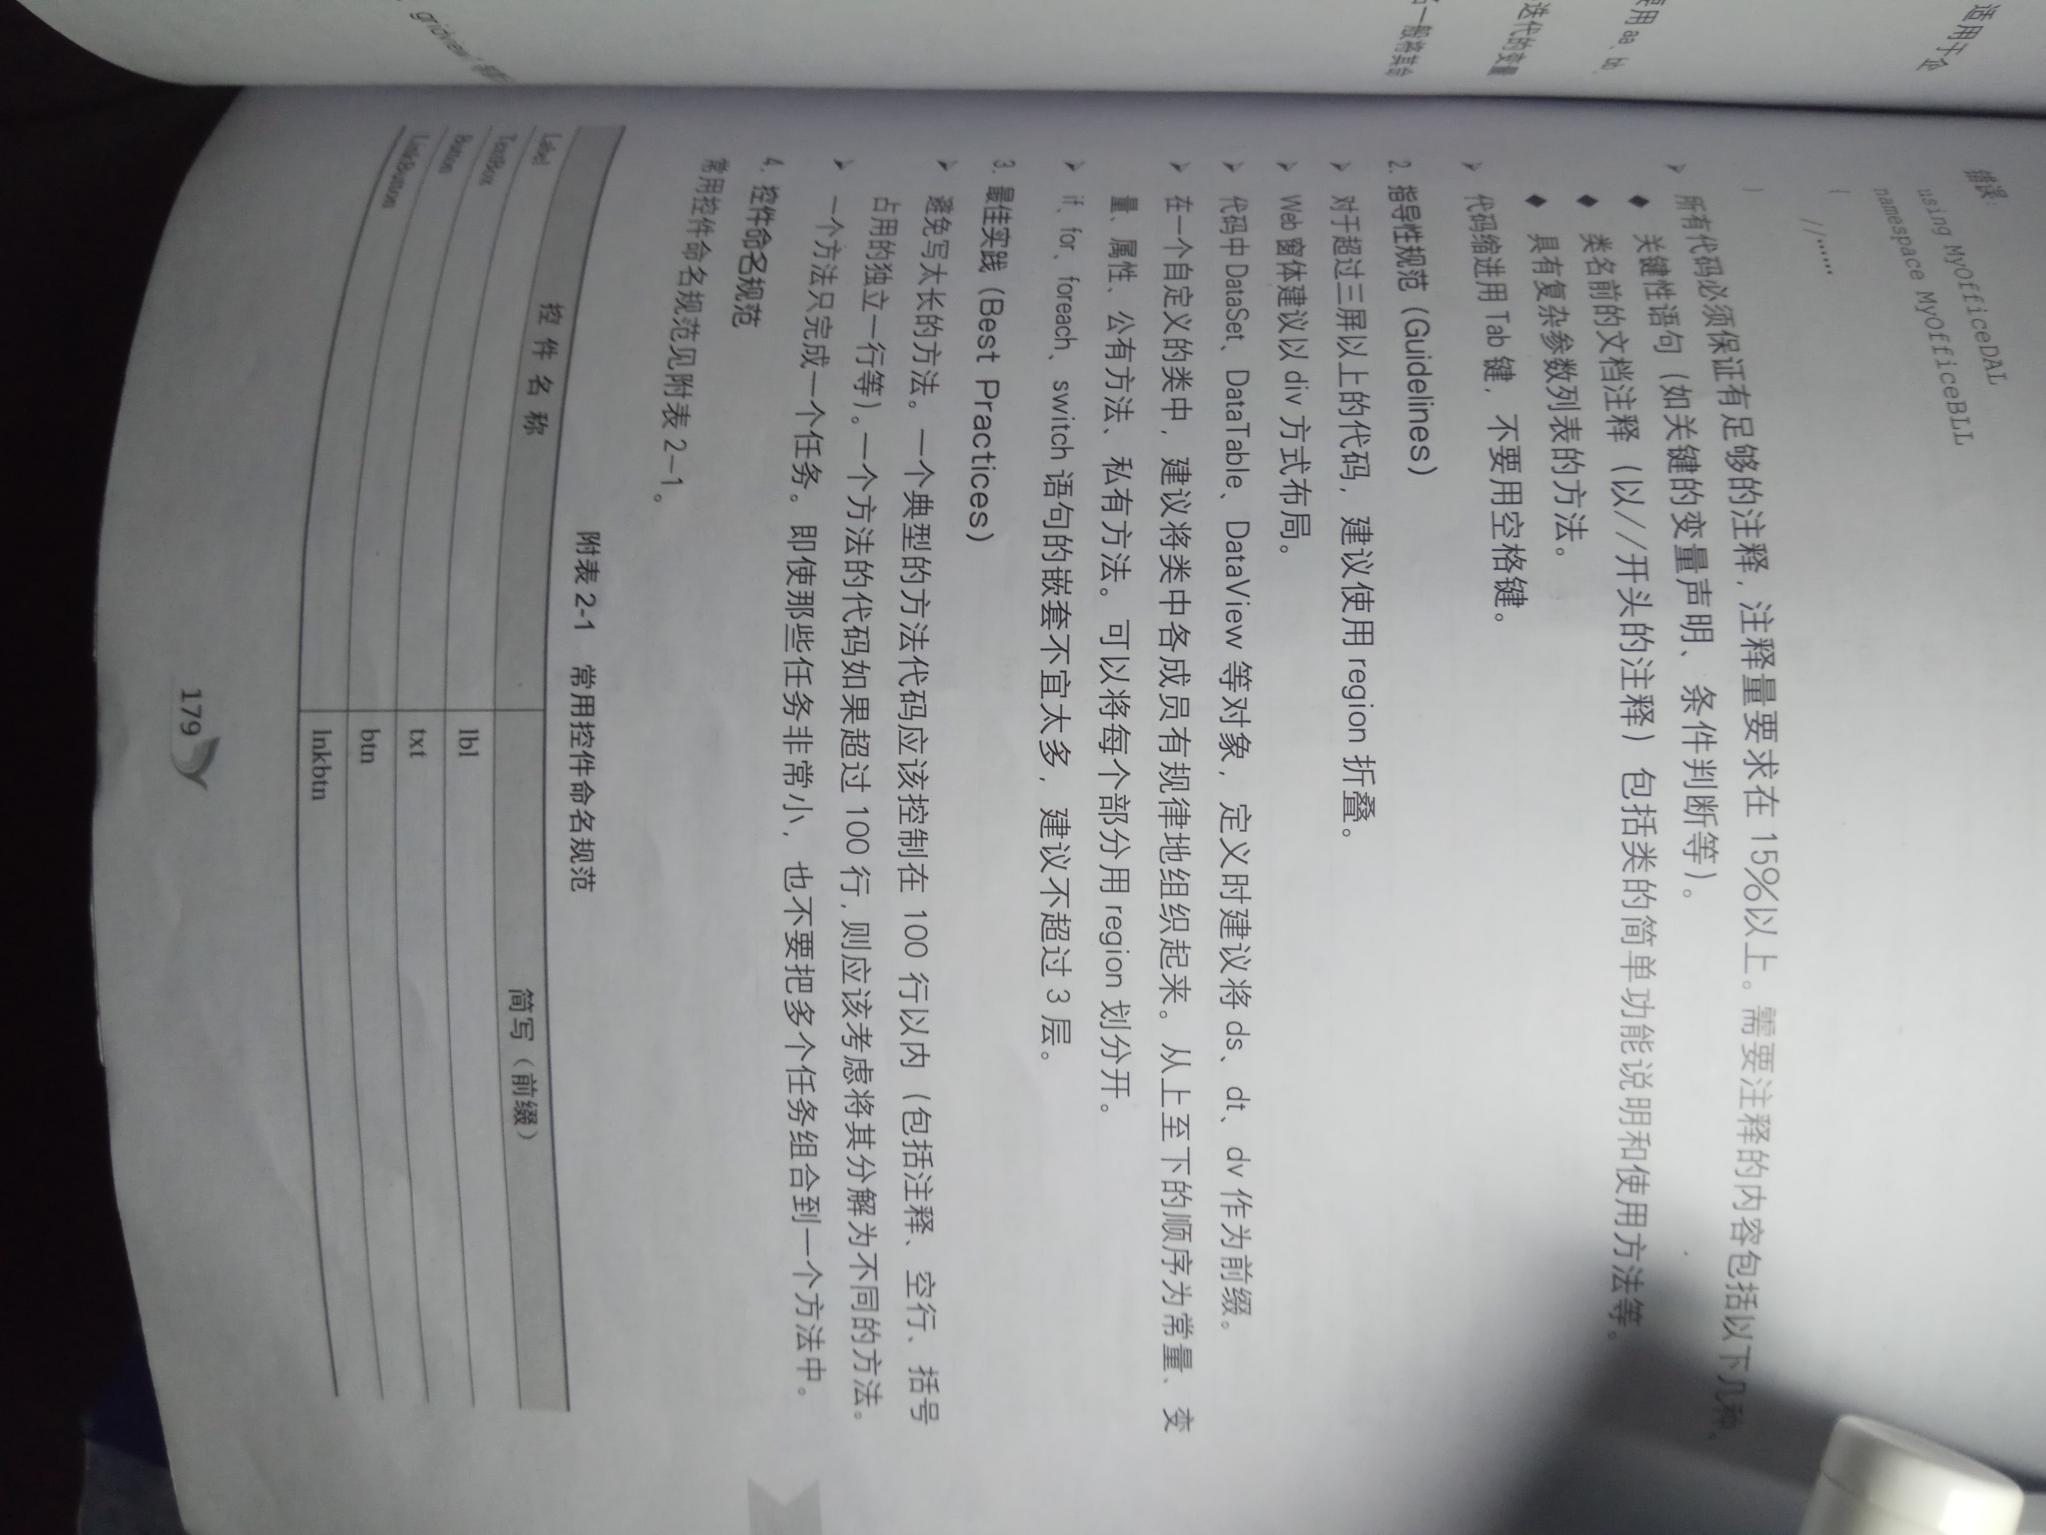 错误:
using MyOfficeDAL
namespace MyOfficeBLL
{
//……
}
➢ 所有代码必须保证有足够的注释，注释量要求在 15%以上。需要注释的内容包括以下几种。
◆ 关键性语句（如关键的变量声明、条件判断等）。
◆ 类名前的文档注释（以//开头的注释）包括类的简单功能说明和使用方法等。
◆ 具有复杂参数列表的方法。
➢ 代码缩进用 Tab 键，不要用空格键。
2. 指导性规范（Guidelines）
➢ 对于超过三屏以上的代码，建议使用 region 折叠。
➢ Web 窗体建议以 div 方式布局。
➢ 代码中 DataSet、DataTable、DataView 等对象，定义时建议将 ds、dt、dv 作为前缀。
➢ 在一个自定义的类中，建议将类中各成员有规律地组织起来。从上至下的顺序为常量、变
量、属性、公有方法、私有方法。可以将每个部分用 region 划分开。
➢ if、for、foreach、switch 语句的嵌套不宜太多，建议不超过 3 层。
3. 最佳实践（Best Practices）
➢ 避免写太长的方法。一个典型的方法代码应该控制在 100 行以内（包括注释、空行、括号
占用的独立一行等）。一个方法的代码如果超过 100 行，则应该考虑将其分解为不同的方法。
➢ 一个方法只完成一个任务。即使那些任务非常小，也不要把多个任务组合到一个方法中。
4. 控件命名规范
常用控件命名规范见附表 2-1。
附表 2-1 常用控件命名规范
控件名称 简写（前缀）
Label lbl
TextBox txt
Button btn
LinkButton lnkbtn
179
适用于
用 aa、bb
迭代的变量
一般将其命
gridview